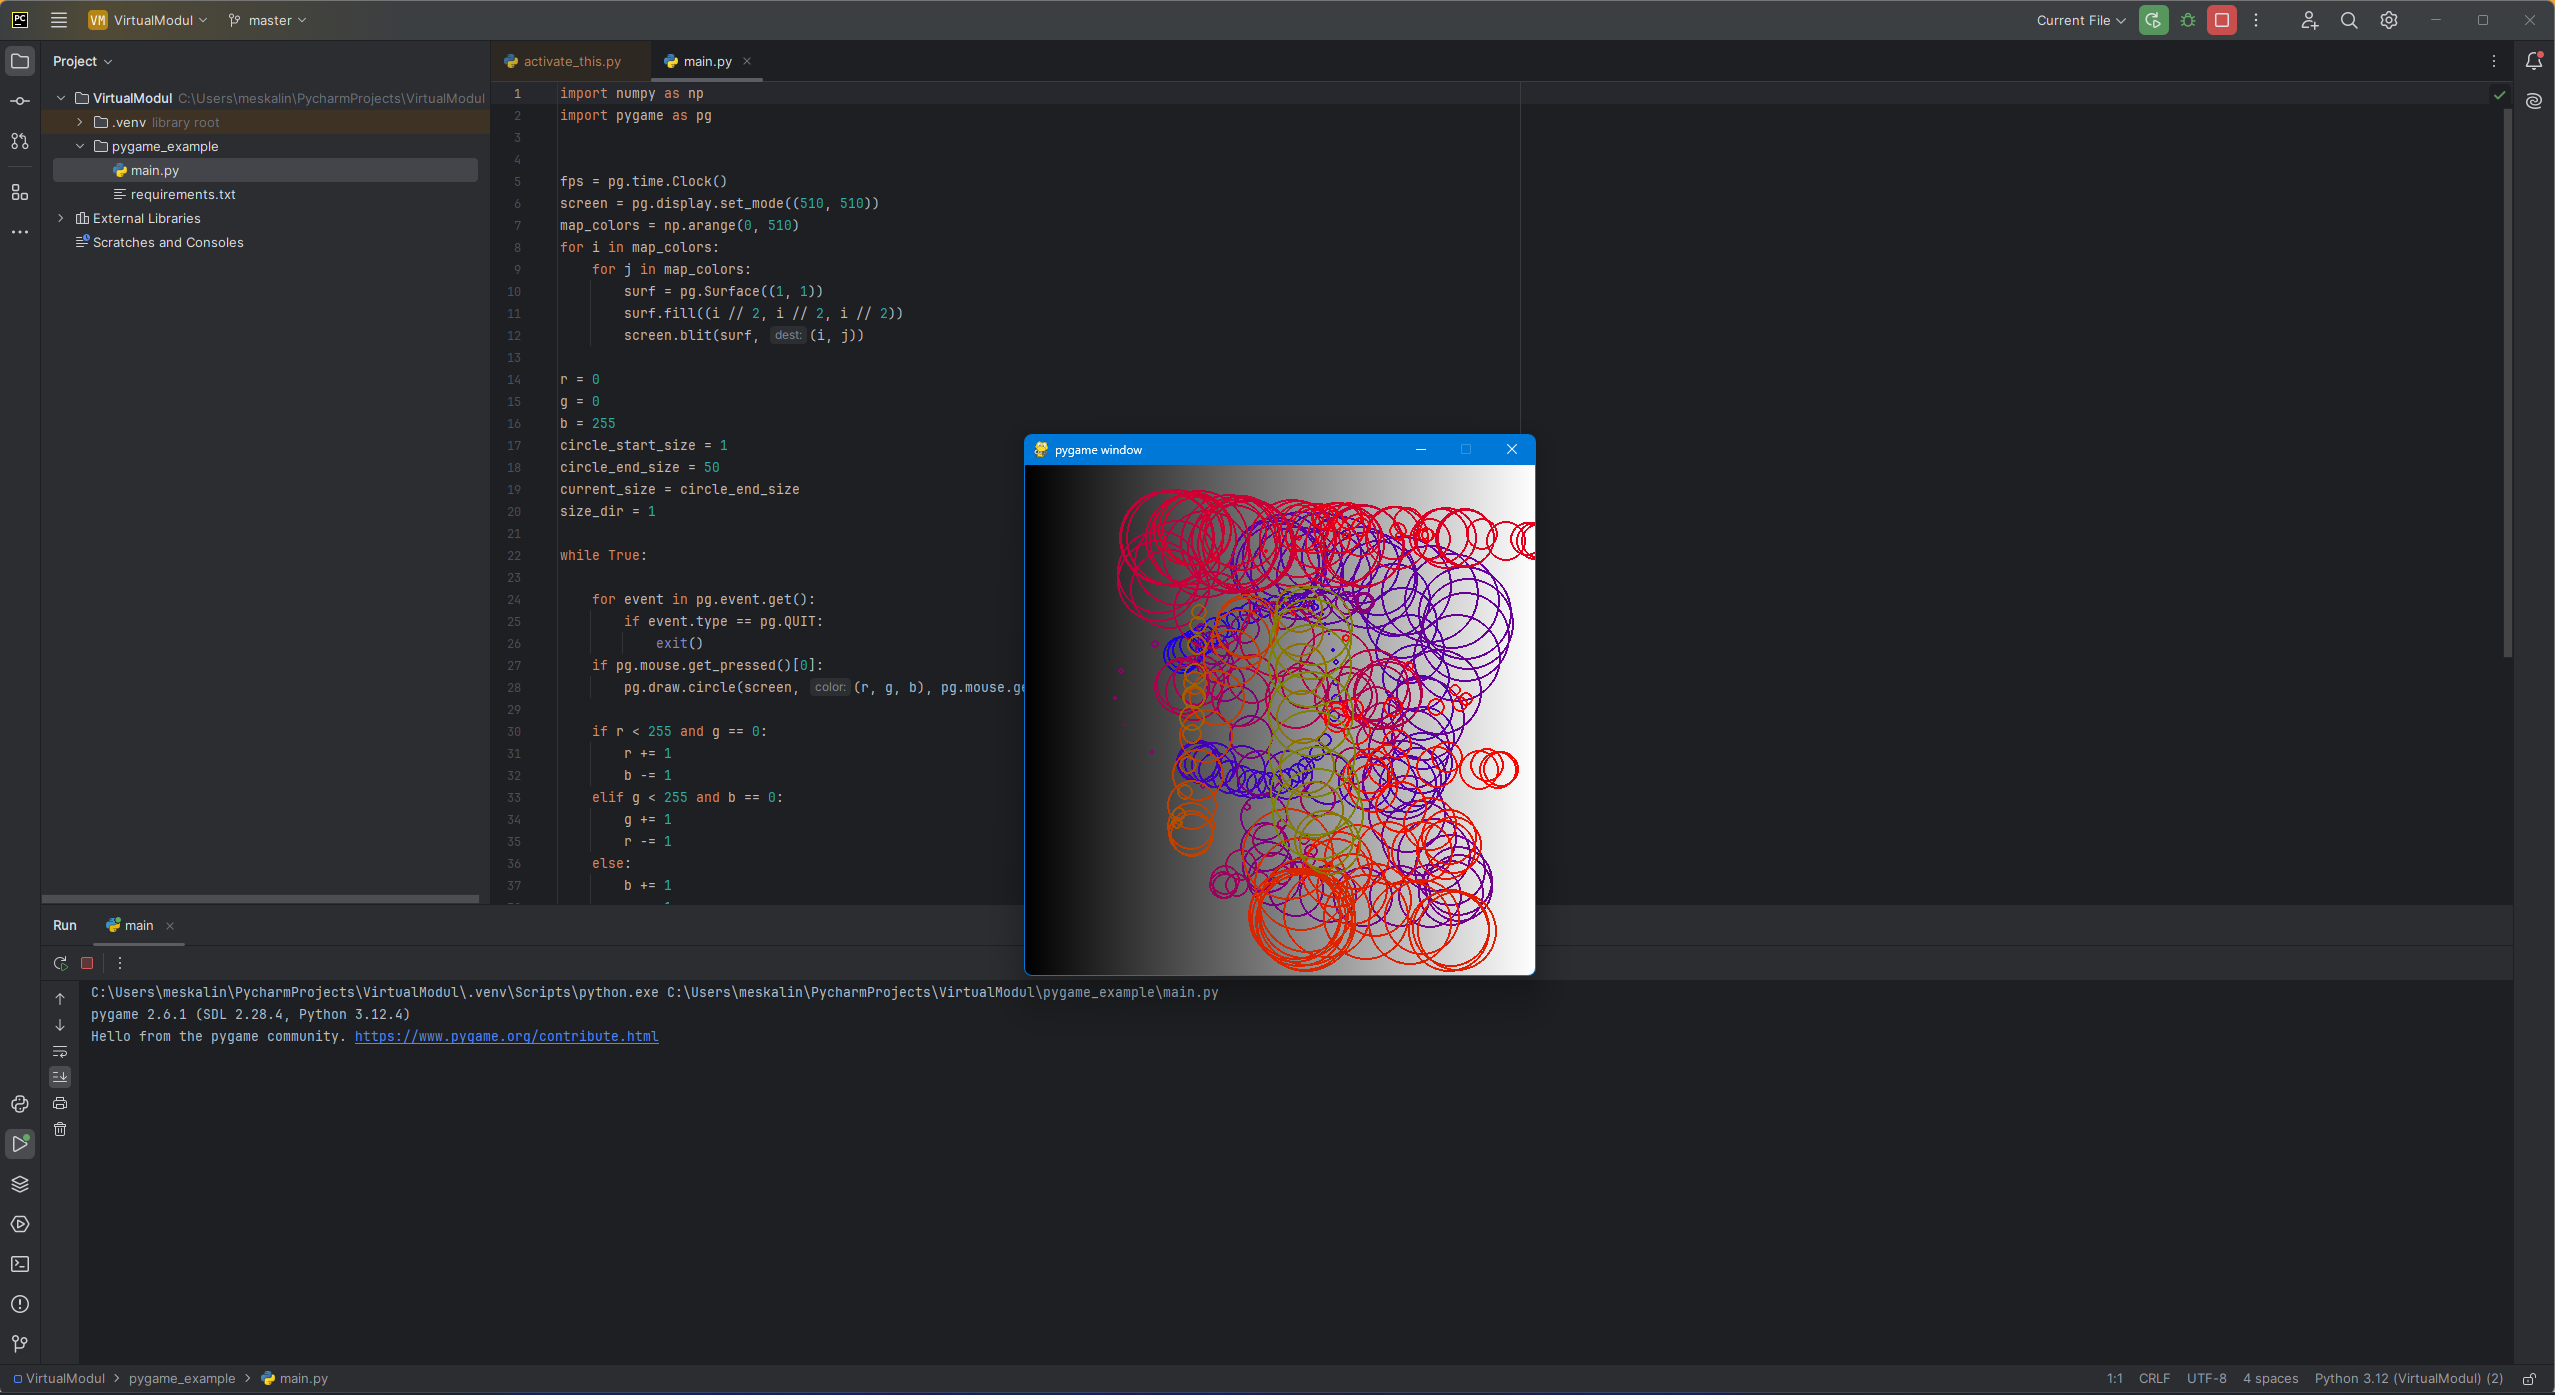 PC VM VirtualModul master Current File
Project
VirtualModul C:\Users\meskalin\PycharmProjects\VirtualModul
.venv library root
pygame_example
main.py
requirements.txt
External Libraries
Scratches and Consoles
activate_this.py main.py
1 import numpy as np
2 import pygame as pg
3
4
5 fps = pg.time.Clock()
6 screen = pg.display.set_mode((510, 510))
7 map_colors = np.arange(0, 510)
8 for i in map_colors:
9 for j in map_colors:
10 surf = pg.Surface((1, 1))
11 surf.fill((i // 2, i // 2, i // 2))
12 screen.blit(surf, dest: (i, j))
13
14 r = 0
15 g = 0
16 b = 255
17 circle_start_size = 1
18 circle_end_size = 50
19 current_size = circle_end_size
20 size_dir = 1
21
22 while True:
23
24 for event in pg.event.get():
25 if event.type == pg.QUIT:
26 exit()
27 if pg.mouse.get_pressed()[0]:
28 pg.draw.circle(screen, color: (r, g, b), pg.mouse.ge
29
30 if r < 255 and g == 0:
31 r += 1
32 b -= 1
33 elif g < 255 and b == 0:
34 g += 1
35 r -= 1
36 else:
37 b += 1
pygame window
Run main
C:\Users\meskalin\PycharmProjects\VirtualModul\.venv\Scripts\python.exe C:\Users\meskalin\PycharmProjects\VirtualModul\pygame_example\main.py
pygame 2.6.1 (SDL 2.28.4, Python 3.12.4)
Hello from the pygame community. https://www.pygame.org/contribute.html
VirtualModul > pygame_example > main.py 1:1 CRLF UTF-8 4 spaces Python 3.12 (VirtualModul) (2)